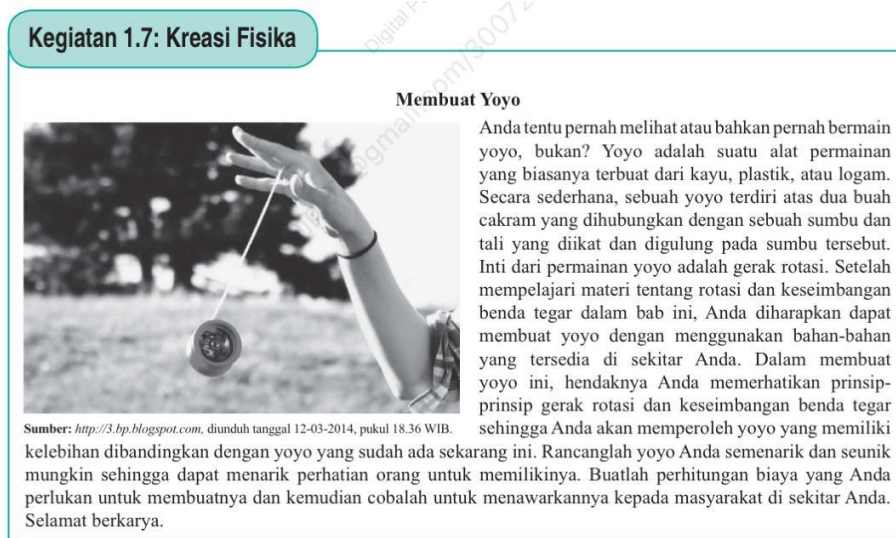 Kegiatan 1.7: Kreasi Fisika
Membuat Yoyo
Anda tentu pernah melihat atau bahkan pernah bermain
yoyo, bukan? Yoyo adalah suatu alat permainan
yang biasanya terbuat dari kayu, plastik, atau logam.
Secara sederhana, sebuah yoyo terdiri atas dua buah
cakram yang dihubungkan dengan sebuah sumbu dan
tali yang diikat dan digulung pada sumbu tersebut.
Inti dari permainan yoyo adalah gerak rotasi. Setelah
mempelajari materi tentang rotasi dan keseimbangan
benda tegar dalam bab ini, Anda diharapkan dapat
membuat yoyo dengan menggunakan bahan-bahan
yang tersedia di sekitar Anda. Dalam membuat
yoyo ini, hendaknya Anda memerhatikan prinsip-
prinsip gerak rotasi dan keseimbangan benda tegar
Sumber: http://3.bp.blogspot.com, diunduh tanggal 12-03-2014, pukul 18.36 WIB.
sehingga Anda akan memperoleh yoyo yang memiliki
kelebihan dibandingkan dengan yoyo yang sudah ada sekarang ini. Rancanglah yoyo Anda semenarik dan seunik
mungkin sehingga dapat menarik perhatian orang untuk memilikinya. Buatlah perhitungan biaya yang Anda
perlukan untuk membuatnya dan kemudian cobalah untuk menawarkannya kepada masyarakat di sekitar Anda.
Selamat berkarya.